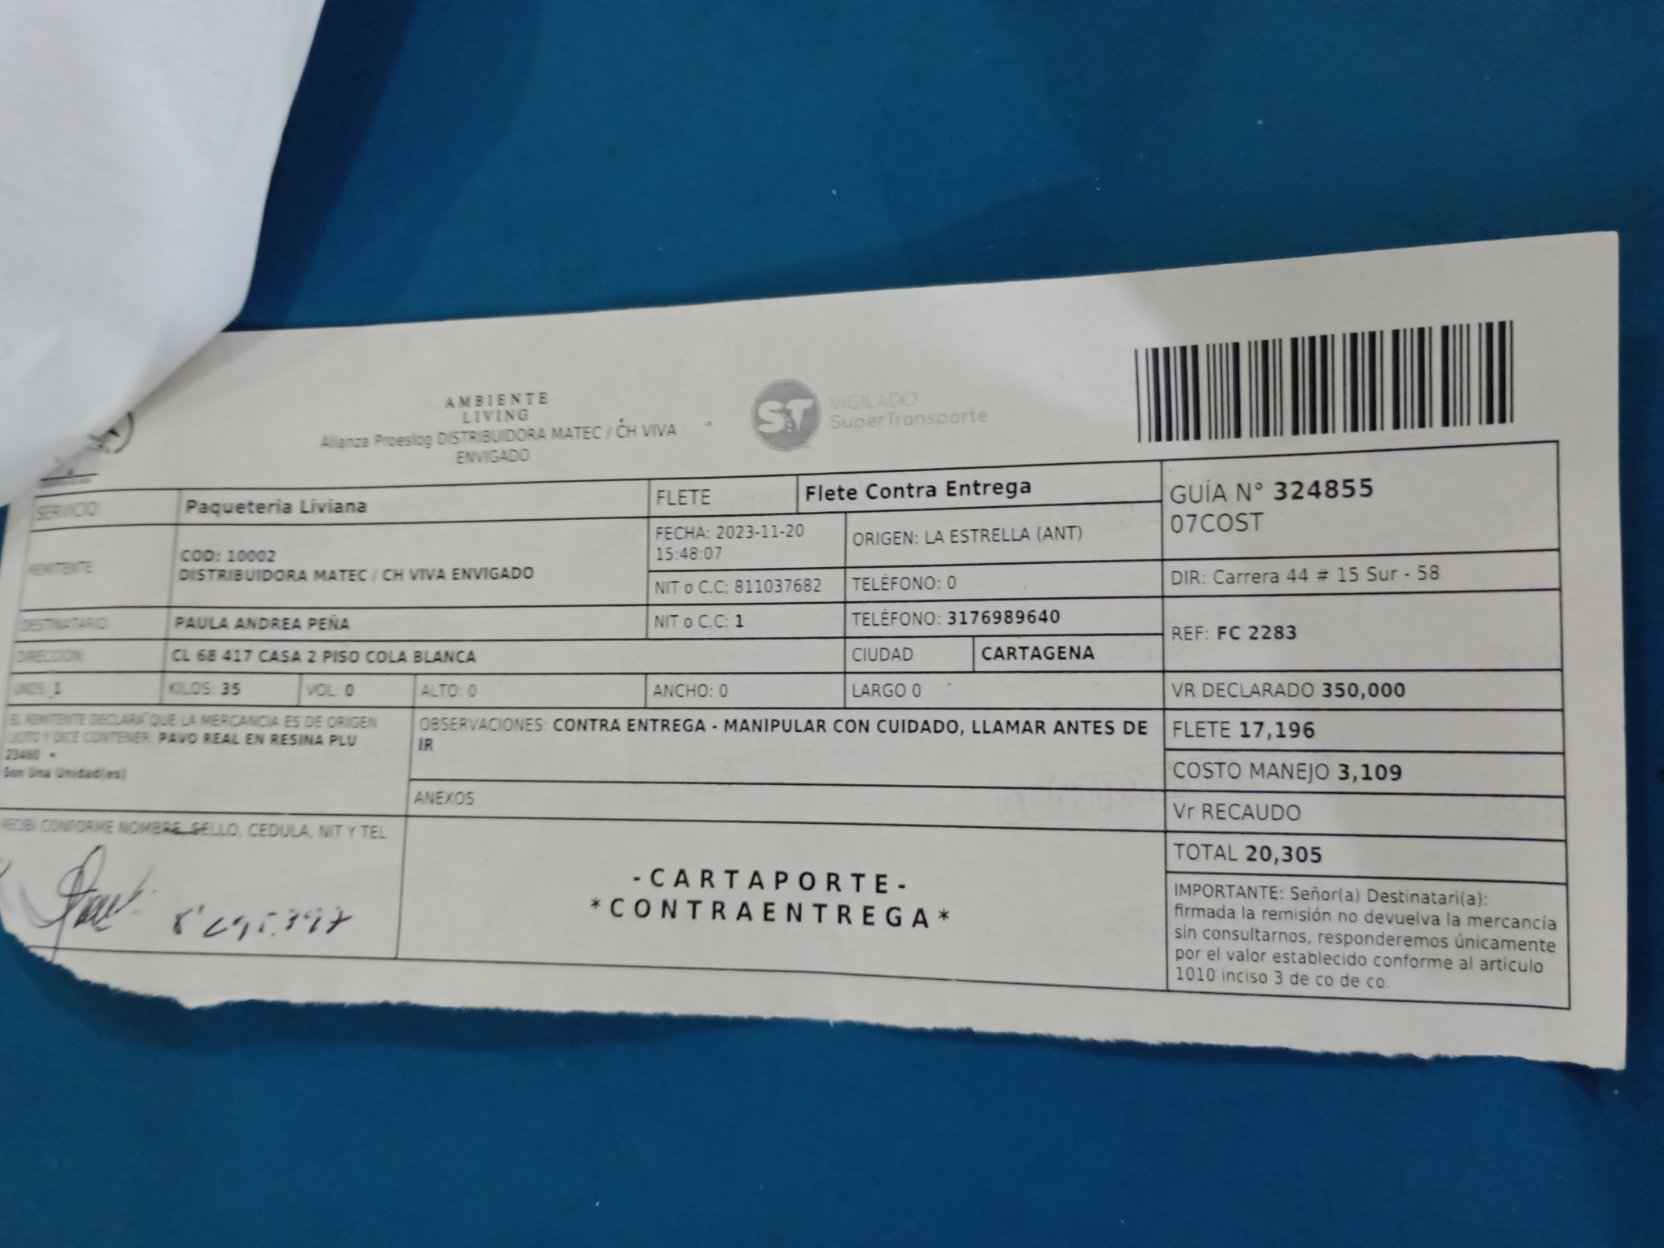 AMBIENTE
LIVING
Alianza Proeslog DISTRIBUIDORA MATEC / CH VIVA
ENVIGADO
S&T VIGILADO
SuperTransporte
SERVICIO: Paqueteria Liviana
FLETE Flete Contra Entrega
GUÍA N° 324855
07COST
REMITENTE:
COD: 10002
DISTRIBUIDORA MATEC / CH VIVA ENVIGADO
FECHA: 2023-11-20
15:48:07
ORIGEN: LA ESTRELLA (ANT)
NIT o C.C: 811037682 TELÉFONO: 0
DIR: Carrera 44 # 15 Sur - 58
DESTINATARIO: PAULA ANDREA PEÑA
NIT o C.C: 1 TELÉFONO: 3176989640
REF: FC 2283
DIRECCION: CL 68 417 CASA 2 PISO COLA BLANCA
CIUDAD CARTAGENA
UNDS: 1 KILOS: 35 VOL: 0 ALTO: 0 ANCHO: 0 LARGO 0
VR DECLARADO 350,000
EL REMITENTE DECLARA QUE LA MERCANCIA ES DE ORIGEN
LICITO Y DICE CONTENER: PAVO REAL EN RESINA PLU
23460 -
Son Una Unidad(es)
OBSERVACIONES: CONTRA ENTREGA - MANIPULAR CON CUIDADO, LLAMAR ANTES DE
IR
FLETE 17,196
COSTO MANEJO 3,109
ANEXOS
Vr RECAUDO
RECIBI CONFORME NOMBRE, SELLO, CEDULA, NIT Y TEL
TOTAL 20,305
-CARTAPORTE-
*CONTRAENTREGA*
IMPORTANTE: Señor(a) Destinatari(a):
firmada la remisión no devuelva la mercancía
sin consultarnos, responderemos únicamente
por el valor establecido conforme al articulo
1010 inciso 3 de co de co.